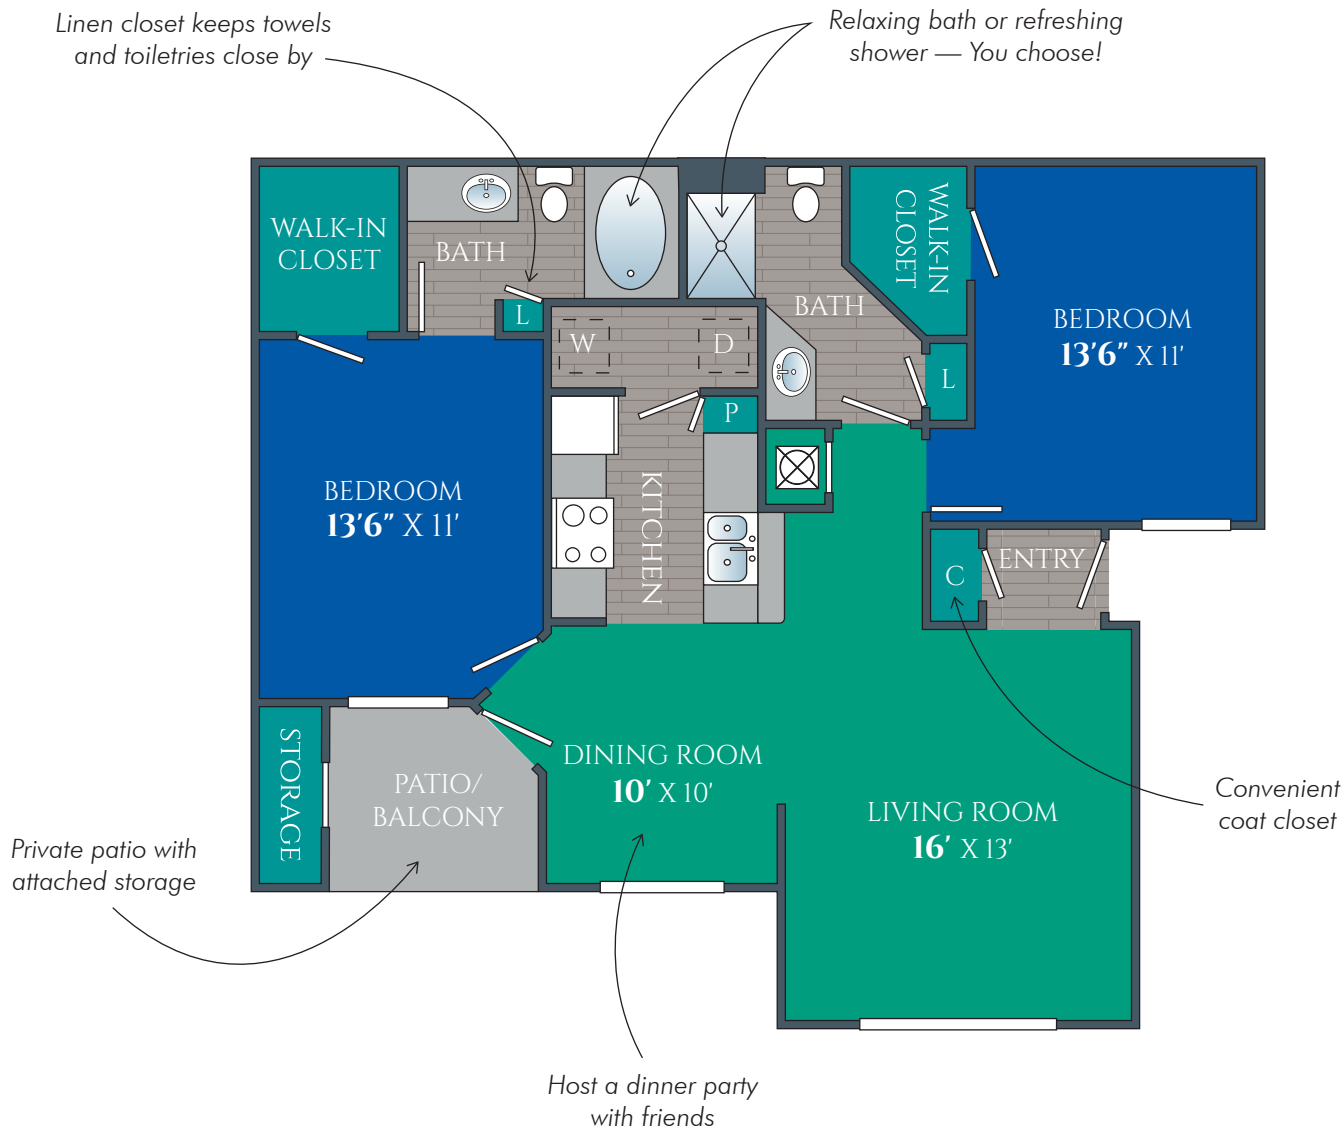 Linen closet keeps towels
and toiletries close by
Relaxing bath or refreshing
shower — You choose!
WALK-IN
CLOSET
BATH
L
W
D
BATH
WALK-IN
CLOSET
BEDROOM
13'6" X 11'
L
P
KITCHEN
BEDROOM
13'6" X 11'
C
ENTRY
STORAGE
PATIO/
BALCONY
DINING ROOM
10' X 10'
LIVING ROOM
16' X 13'
Convenient
coat closet
Private patio with
attached storage
Host a dinner party
with friends